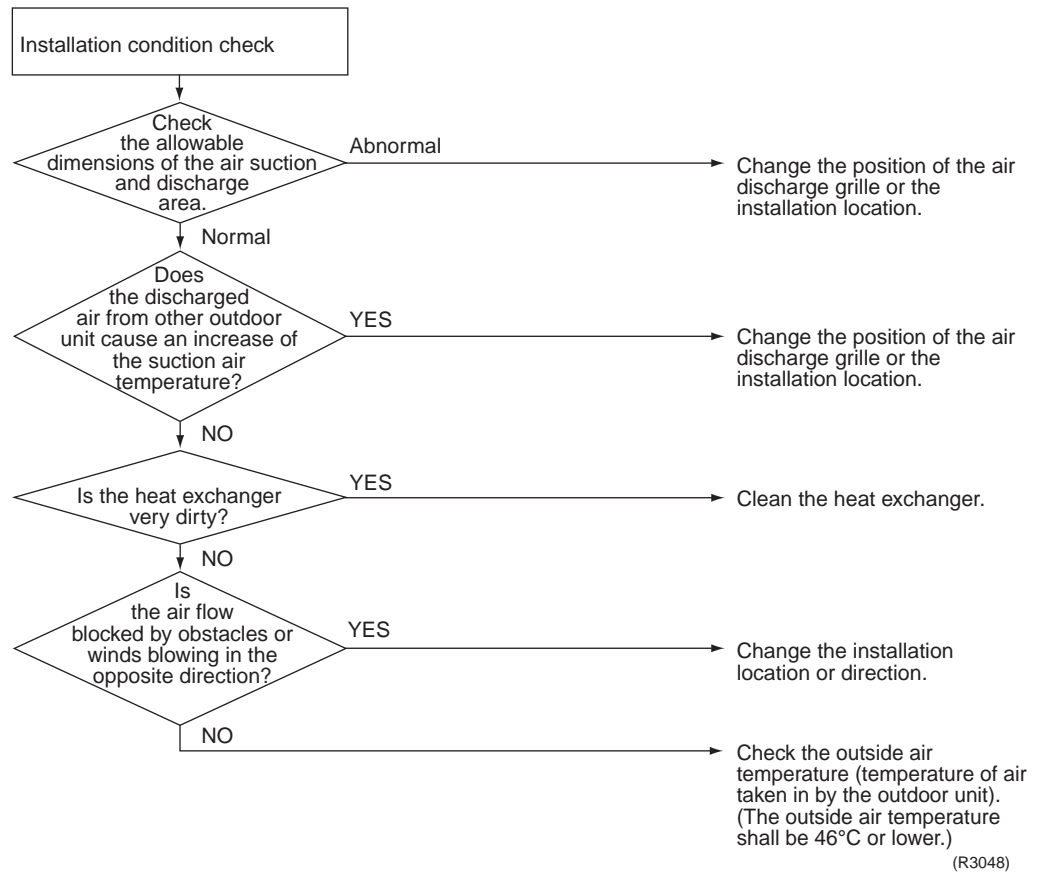 Installation condition check
Check
the allowable
dimensions of the air suction
and discharge
area.
Abnormal
Change the position of the air
discharge grille or the
installation location.
Normal
Does
the discharged
air from other outdoor
unit cause an increase of
the suction air
temperature?
YES
Change the position of the air
discharge grille or the
installation location.
NO
Is the heat exchanger
very dirty?
YES
Clean the heat exchanger.
NO
Is
the air flow
blocked by obstacles or
winds blowing in the
opposite direction?
YES
Change the installation
location or direction.
NO
Check the outside air
temperature (temperature of air
taken in by the outdoor unit).
(The outside air temperature
shall be 46°C or lower.)
(R3048)